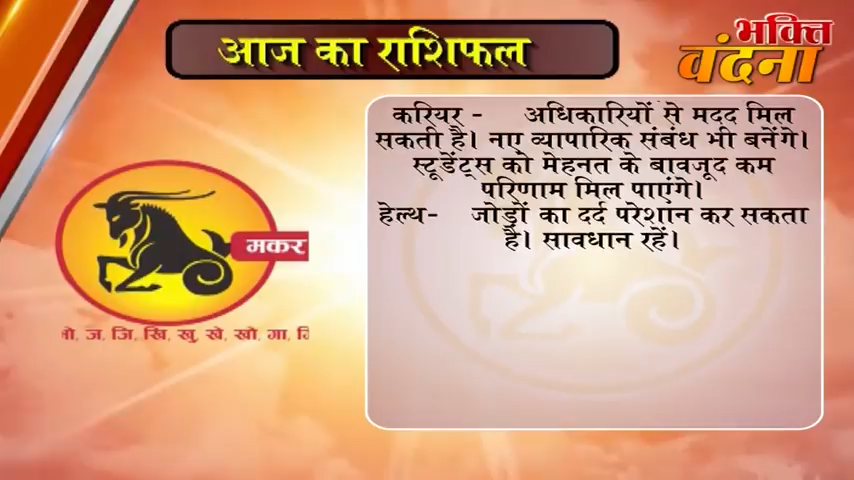 आज का राशिफल
भक्ति
वंदना
करियर - अधिकारियों से मदद मिल
सकती है। नए व्यापारिक संबंध भी बनेंगे।
स्टूडेंट्स को मेहनत के बावजूद कम
परिणाम मिल पाएंगे।
हेल्थ- जोड़ों का दर्द परेशान कर सकता
है। सावधान रहें।
मकर
ज, जि, खि, खु, खे, खो, गा,